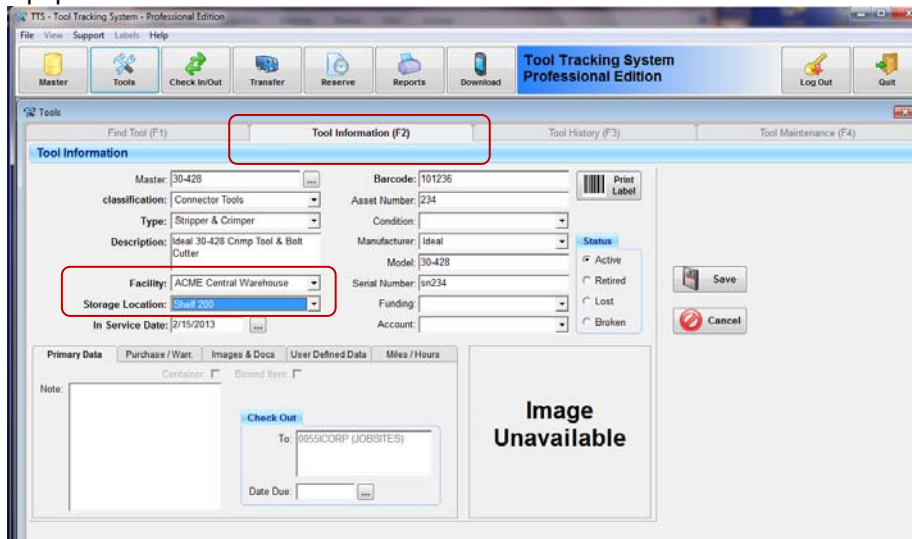 TTS - Tool Tracking System - Professional Edition
File View Support Labels Help
Master Tools Check In/Out Transfer Reserve Reports Download Tool Tracking System Professional Edition Log Out Quit
Tools
Find Tool (F1) Tool Information (F2) Tool History (F3) Tool Maintenance (F4)
Tool Information
Master: 30-428 ... Barcode: 101236 Print Label
classification: Connector Tools Asset Number: 234
Type: Stripper & Crimper Condition:
Description: Ideal 30-428 Crimp Tool & Bolt Cutter Manufacturer: Ideal Status
Model: 30-428 Active
Facility: ACME Central Warehouse Serial Number: sn234 Retired Save
Storage Location: Shelf 200 Funding: Lost
In Service Date: 2/15/2013 ... Account: Broken Cancel
Primary Data Purchase / Warr. Images & Docs User Defined Data Miles / Hours
Container: Binned Item:
Note:
Check Out
To: 0055ICORP (JOBSITES)
Date Due: ...
Image
Unavailable